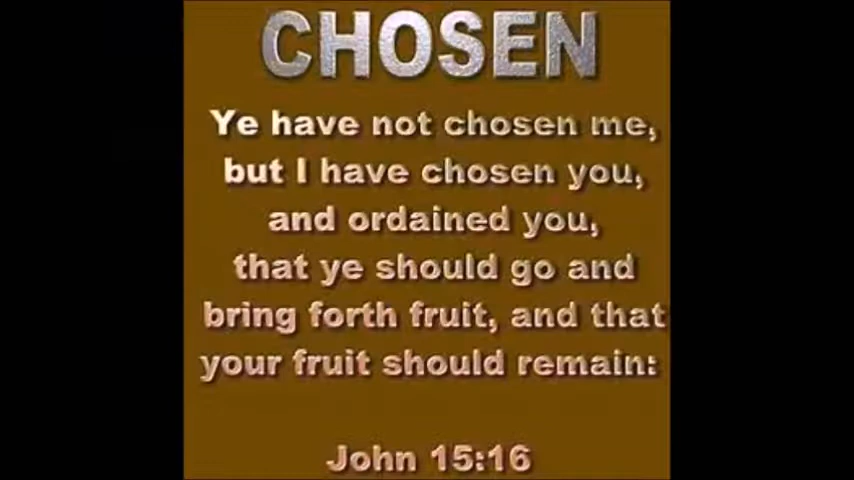 CHOSEN
Ye have not chosen me,
but I have chosen you,
and ordained you,
that ye should go and
bring forth fruit, and that
your fruit should remain:
John 15:16